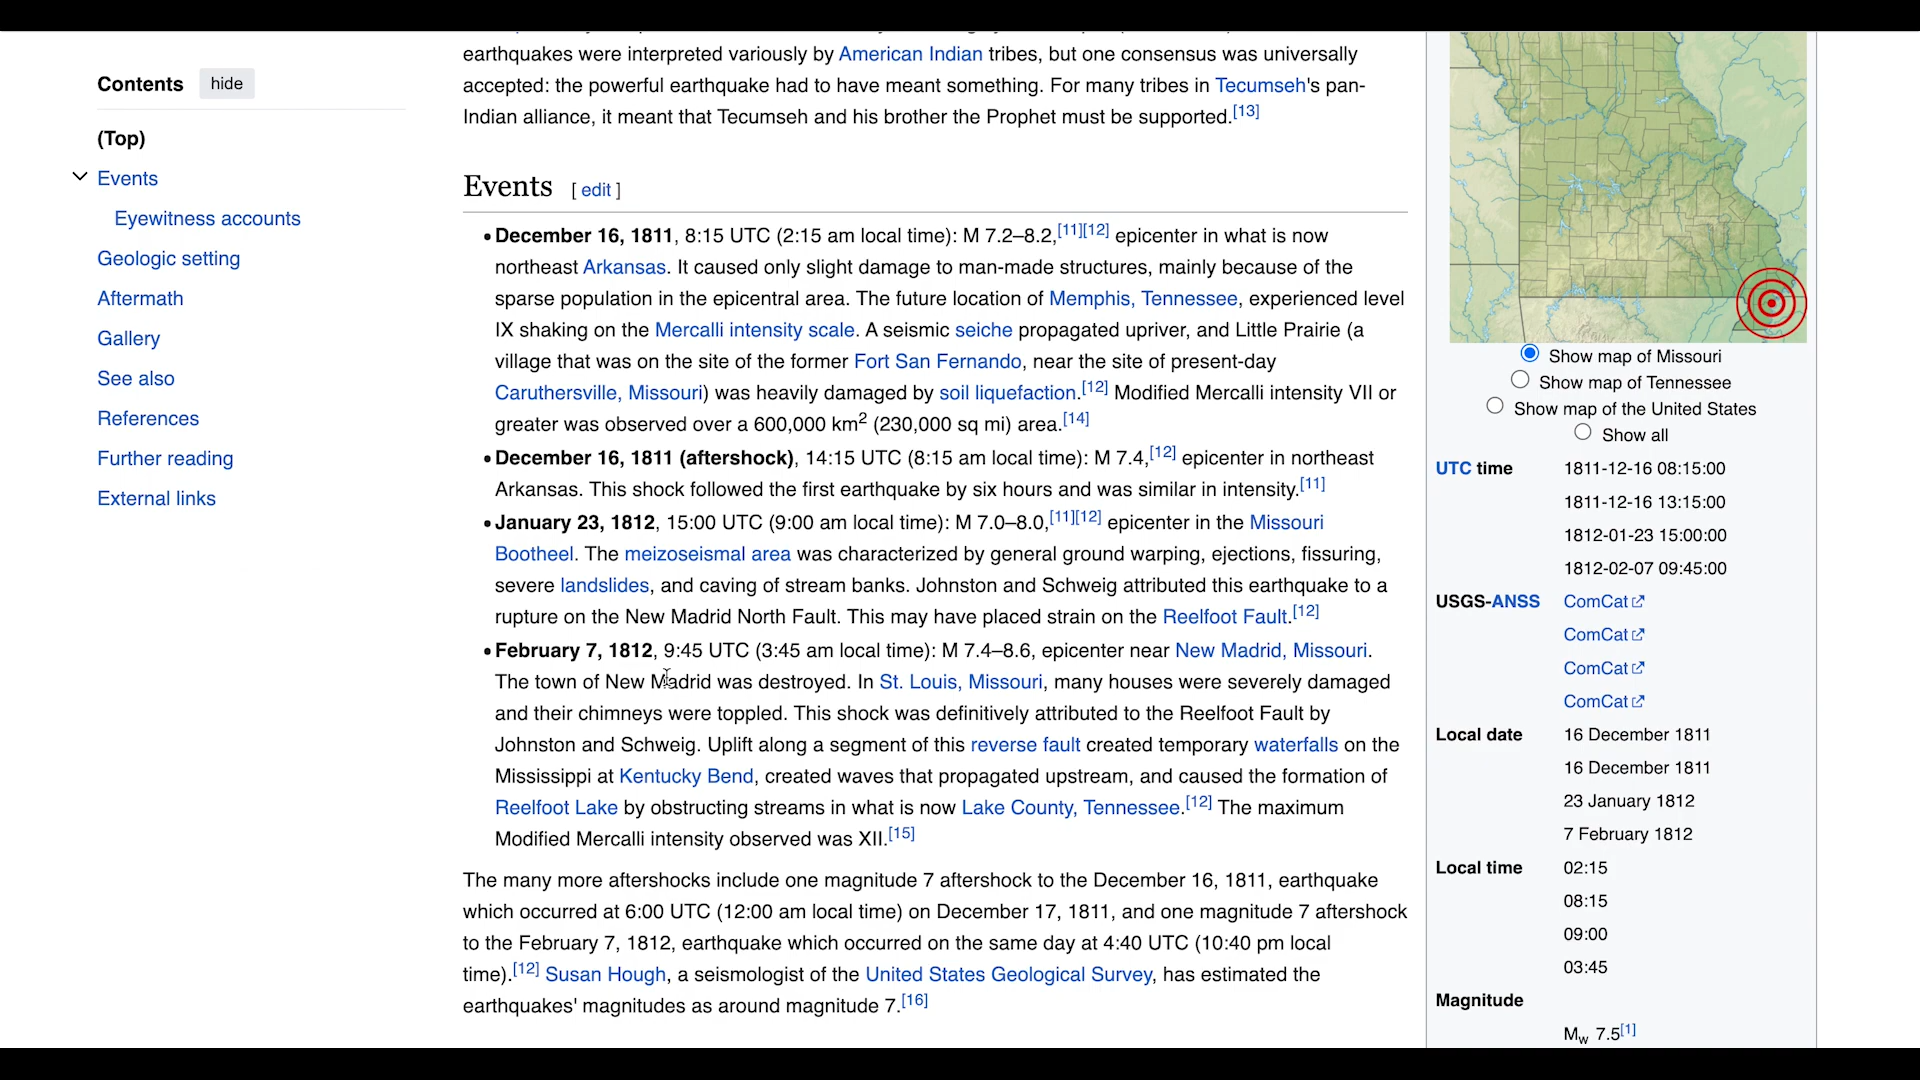 Contents hide
(Top)
Events
Eyewitness accounts
Geologic setting
Aftermath
Gallery
See also
References
Further reading
External links
earthquakes were interpreted variously by American Indian tribes, but one consensus was universally
accepted: the powerful earthquake had to have meant something. For many tribes in Tecumseh's pan-
Indian alliance, it meant that Tecumseh and his brother the Prophet must be supported.[13]
Events [ edit ]
• December 16, 1811, 8:15 UTC (2:15 am local time): M 7.2–8.2,[11][12] epicenter in what is now
northeast Arkansas. It caused only slight damage to man-made structures, mainly because of the
sparse population in the epicentral area. The future location of Memphis, Tennessee, experienced level
IX shaking on the Mercalli intensity scale. A seismic seiche propagated upriver, and Little Prairie (a
village that was on the site of the former Fort San Fernando, near the site of present-day
Caruthersville, Missouri) was heavily damaged by soil liquefaction.[12] Modified Mercalli intensity VII or
greater was observed over a 600,000 km2 (230,000 sq mi) area.[14]
• December 16, 1811 (aftershock), 14:15 UTC (8:15 am local time): M 7.4,[12] epicenter in northeast
Arkansas. This shock followed the first earthquake by six hours and was similar in intensity.[11]
• January 23, 1812, 15:00 UTC (9:00 am local time): M 7.0–8.0,[11][12] epicenter in the Missouri
Bootheel. The meizoseismal area was characterized by general ground warping, ejections, fissuring,
severe landslides, and caving of stream banks. Johnston and Schweig attributed this earthquake to a
rupture on the New Madrid North Fault. This may have placed strain on the Reelfoot Fault.[12]
• February 7, 1812, 9:45 UTC (3:45 am local time): M 7.4–8.6, epicenter near New Madrid, Missouri.
The town of New Madrid was destroyed. In St. Louis, Missouri, many houses were severely damaged
and their chimneys were toppled. This shock was definitively attributed to the Reelfoot Fault by
Johnston and Schweig. Uplift along a segment of this reverse fault created temporary waterfalls on the
Mississippi at Kentucky Bend, created waves that propagated upstream, and caused the formation of
Reelfoot Lake by obstructing streams in what is now Lake County, Tennessee.[12] The maximum
Modified Mercalli intensity observed was XII.[15]
The many more aftershocks include one magnitude 7 aftershock to the December 16, 1811, earthquake
which occurred at 6:00 UTC (12:00 am local time) on December 17, 1811, and one magnitude 7 aftershock
to the February 7, 1812, earthquake which occurred on the same day at 4:40 UTC (10:40 pm local
time).[12] Susan Hough, a seismologist of the United States Geological Survey, has estimated the
earthquakes' magnitudes as around magnitude 7.[16]
Show map of Missouri
Show map of Tennessee
Show map of the United States
Show all
UTC time 1811-12-16 08:15:00
1811-12-16 13:15:00
1812-01-23 15:00:00
1812-02-07 09:45:00
USGS-ANSS ComCat
ComCat
ComCat
ComCat
Local date 16 December 1811
16 December 1811
23 January 1812
7 February 1812
Local time 02:15
08:15
09:00
03:45
Magnitude
Mw 7.5[1]